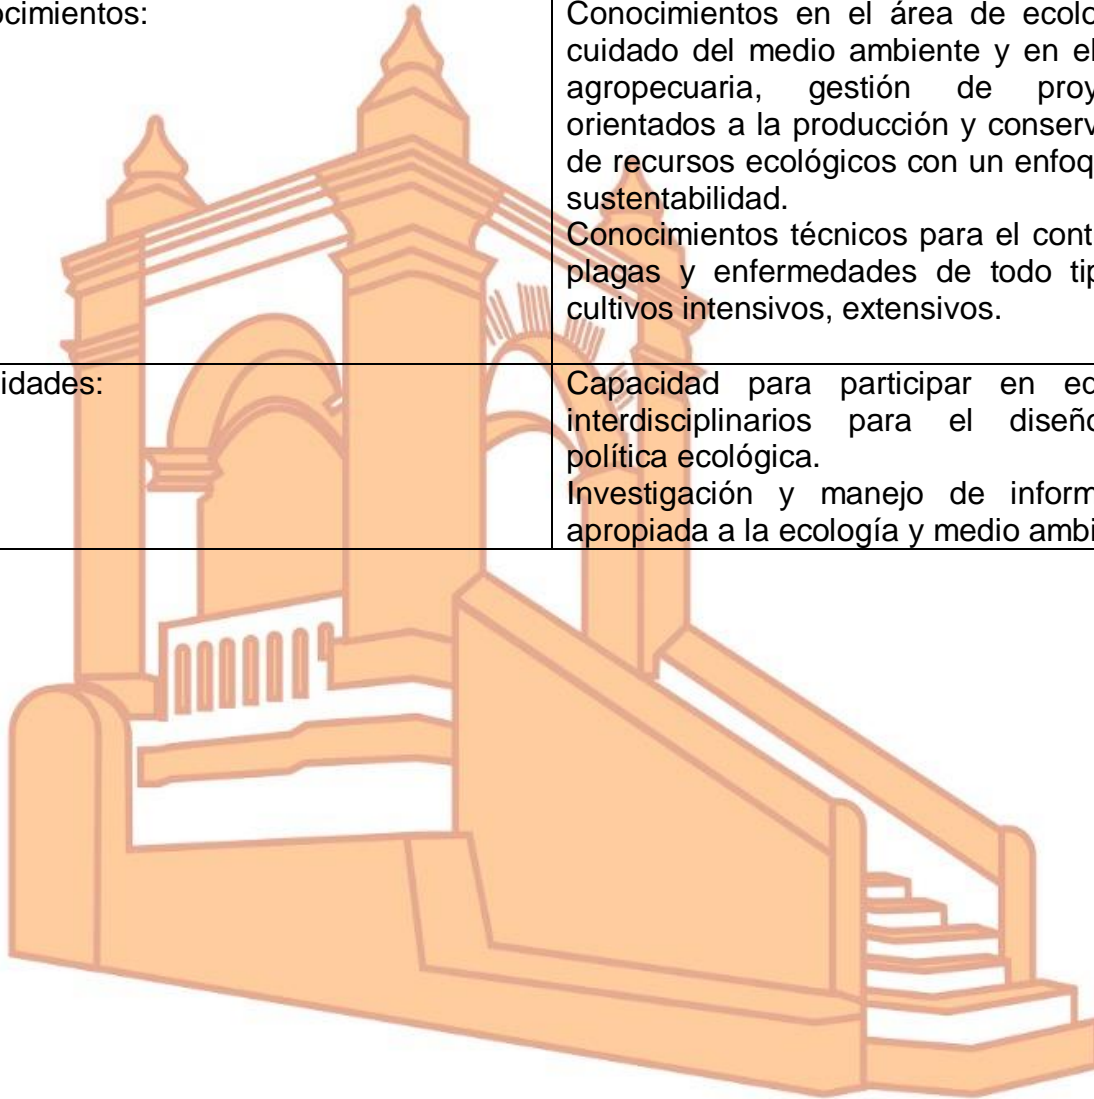 ocimientos:
Conocimientos en el área de ecolo
cuidado del medio ambiente y en el
agropecuaria, gestión de proy
orientados a la producción y conserv
de recursos ecológicos con un enfoq
sustentabilidad.
Conocimientos técnicos para el cont
plagas y enfermedades de todo tip
cultivos intensivos, extensivos.
idades:
Capacidad para participar en eq
interdisciplinarios para el diseño
política ecológica.
Investigación y manejo de inform
apropiada a la ecología y medio ambi